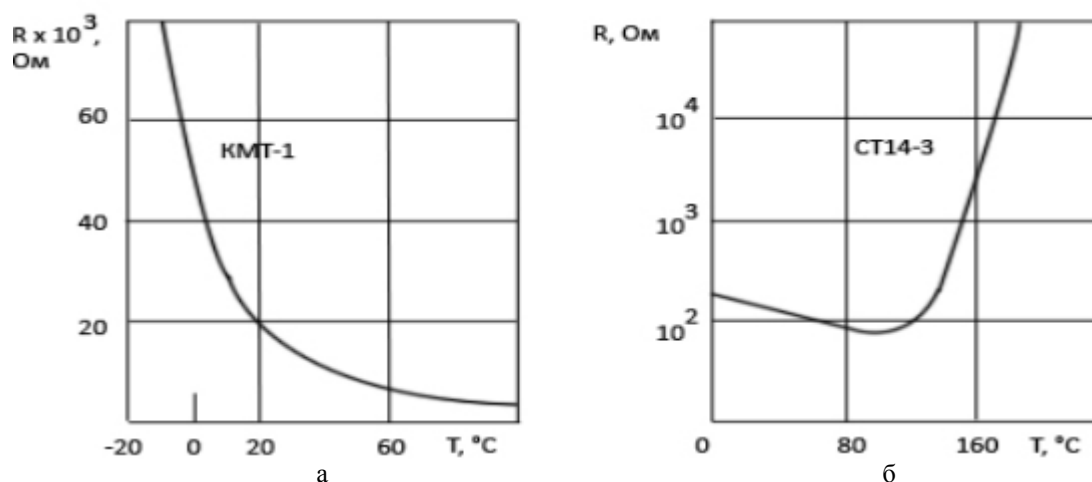 R x 10³,
Ом
60
КМТ-1
40
20
-20 0 20 60 T, °C
а
R, Ом
10⁴
СТ14-3
10³
10²
0 80 160 T, °C
б